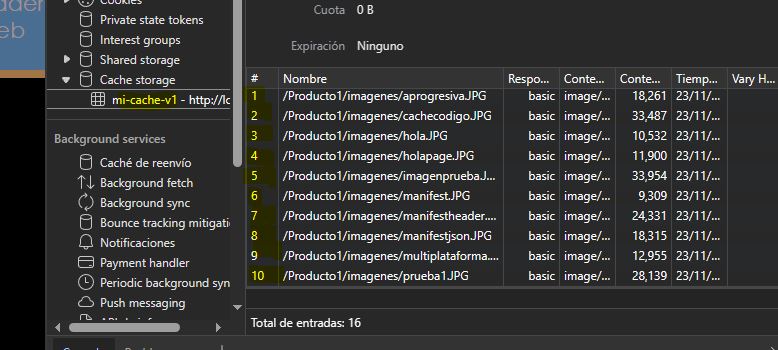 Cookies
Private state tokens
Interest groups
Shared storage
Cache storage
mi-cache-v1 - http://lo
Background services
Caché de reenvío
Background fetch
Background sync
Bounce tracking mitigatio
Notificaciones
Payment handler
Periodic background syn
Push messaging
Cuota 0 B
Expiración Ninguno
# Nombre Respo... Conte... Conte... Tiemp... Vary H...
1 /Producto1/imagenes/aprogresiva.JPG basic image/... 18,261 23/11/...
2 /Producto1/imagenes/cachecodigo.JPG basic image/... 33,487 23/11/...
3 /Producto1/imagenes/hola.JPG basic image/... 10,532 23/11/...
4 /Producto1/imagenes/holapage.JPG basic image/... 11,900 23/11/...
5 /Producto1/imagenes/imagenprueba.J... basic image/... 33,954 23/11/...
6 /Producto1/imagenes/manifest.JPG basic image/... 9,309 23/11/...
7 /Producto1/imagenes/manifestheader.... basic image/... 24,331 23/11/...
8 /Producto1/imagenes/manifestjson.JPG basic image/... 18,315 23/11/...
9 /Producto1/imagenes/multiplataforma.... basic image/... 12,955 23/11/...
10 /Producto1/imagenes/prueba1.JPG basic image/... 28,139 23/11/...
Total de entradas: 16